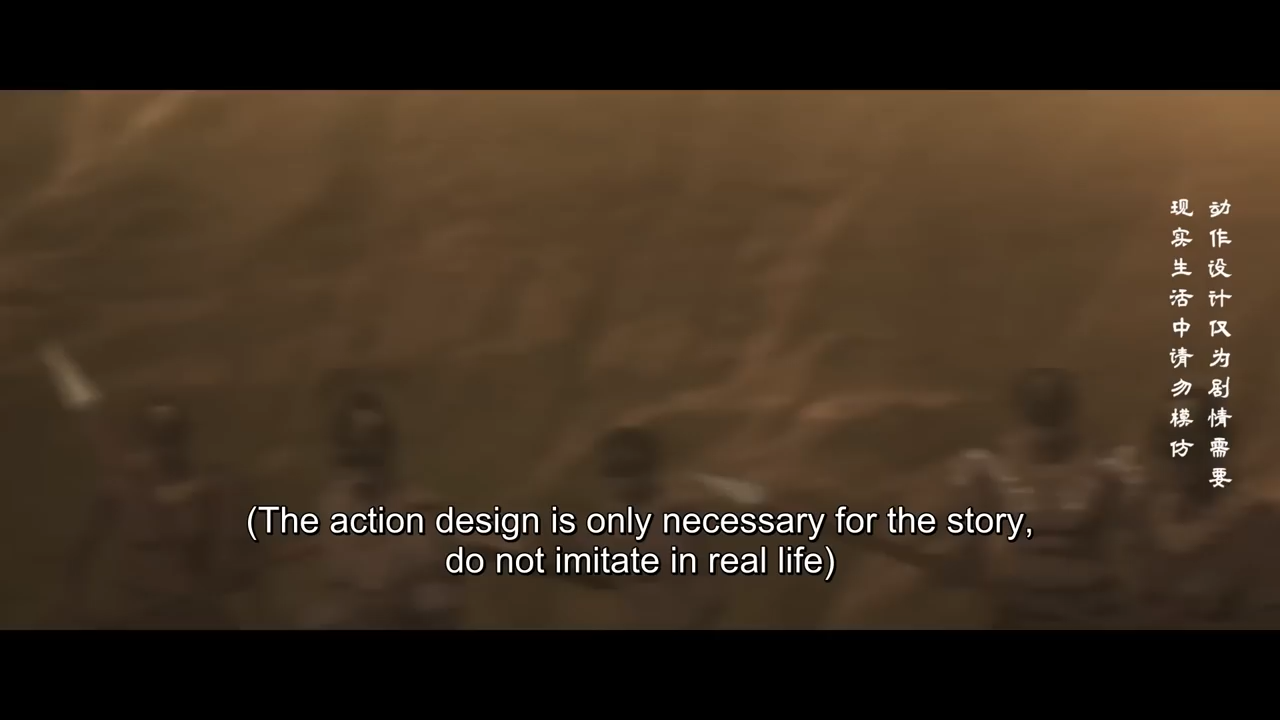 动作设计仅为剧情需要
现实生活中请勿模仿
(The action design is only necessary for the story,
do not imitate in real life)